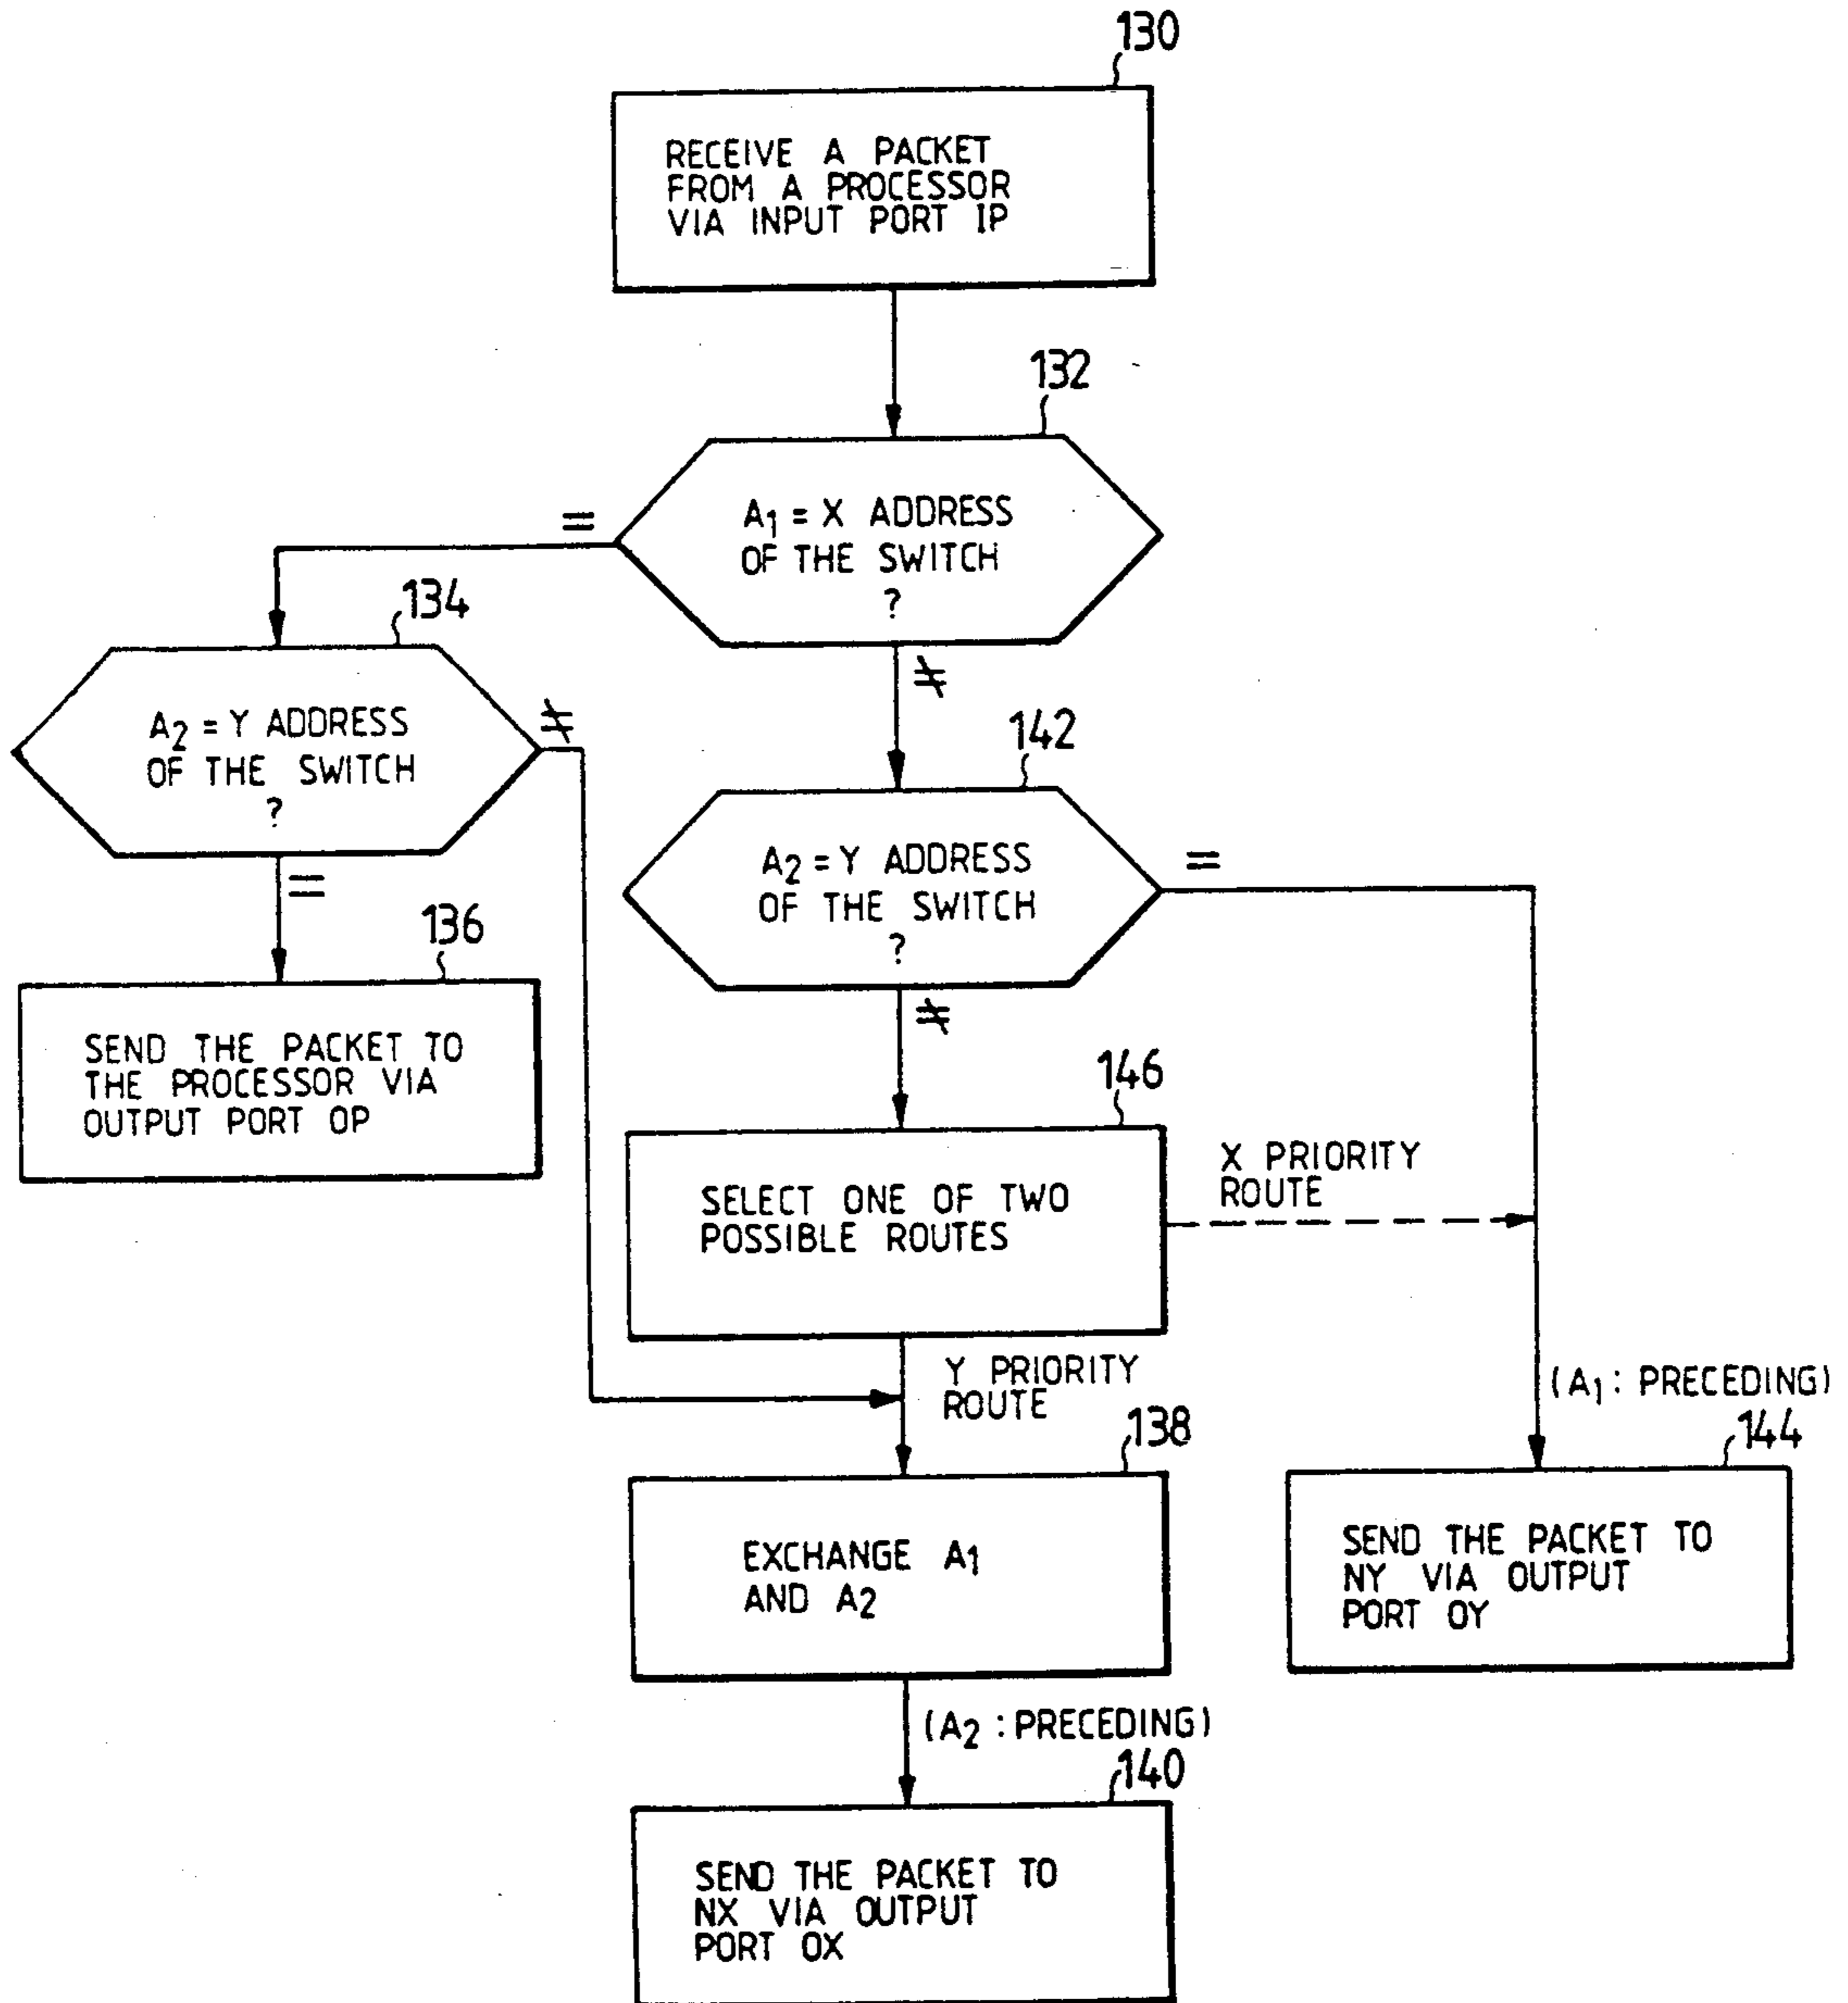 130
RECEIVE A PACKET
FROM A PROCESSOR
VIA INPUT PORT IP
132
A1 = X ADDRESS
OF THE SWITCH
?
=
≠
134
A2 = Y ADDRESS
OF THE SWITCH
?
≠
=
142
A2 = Y ADDRESS
OF THE SWITCH
?
=
≠
136
SEND THE PACKET TO
THE PROCESSOR VIA
OUTPUT PORT OP
146
SELECT ONE OF TWO
POSSIBLE ROUTES
X PRIORITY
ROUTE
Y PRIORITY
ROUTE
(A1 : PRECEDING)
138
EXCHANGE A1
AND A2
144
SEND THE PACKET TO
NY VIA OUTPUT
PORT OY
(A2 : PRECEDING)
140
SEND THE PACKET TO
NX VIA OUTPUT
PORT OX